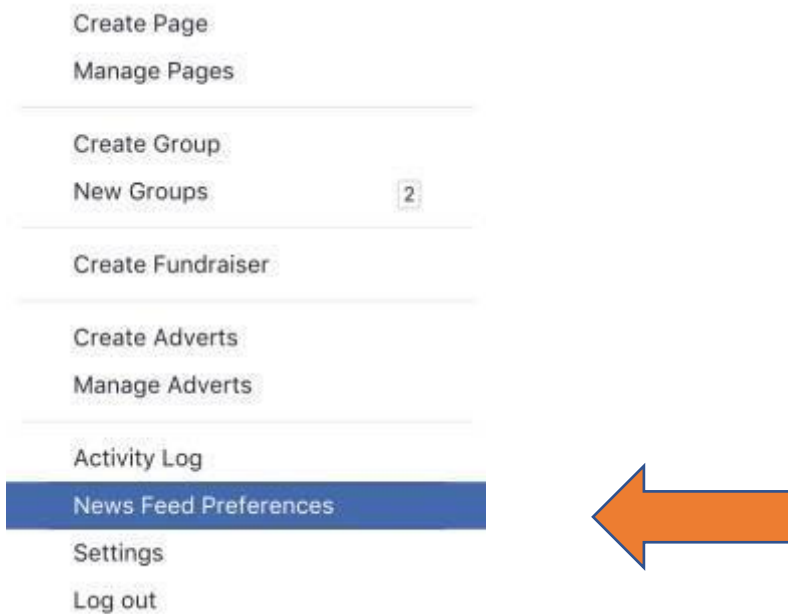 Create Page
Manage Pages
Create Group
New Groups 2
Create Fundraiser
Create Adverts
Manage Adverts
Activity Log
News Feed Preferences
Settings
Log out